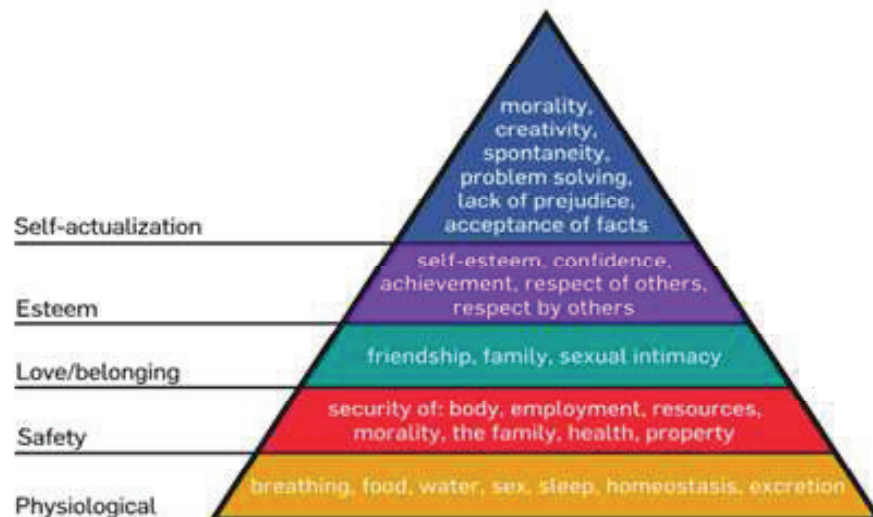 morality,
creativity,
spontaneity,
problem solving,
lack of prejudice,
acceptance of facts
Self-actualization
self-esteem, confidence,
achievement, respect of others,
respect by others
Esteem
friendship, family, sexual intimacy
Love/belonging
security of: body, employment, resources,
morality, the family, health, property
Safety
breathing, food, water, sex, sleep, homeostasis, excretion
Physiological